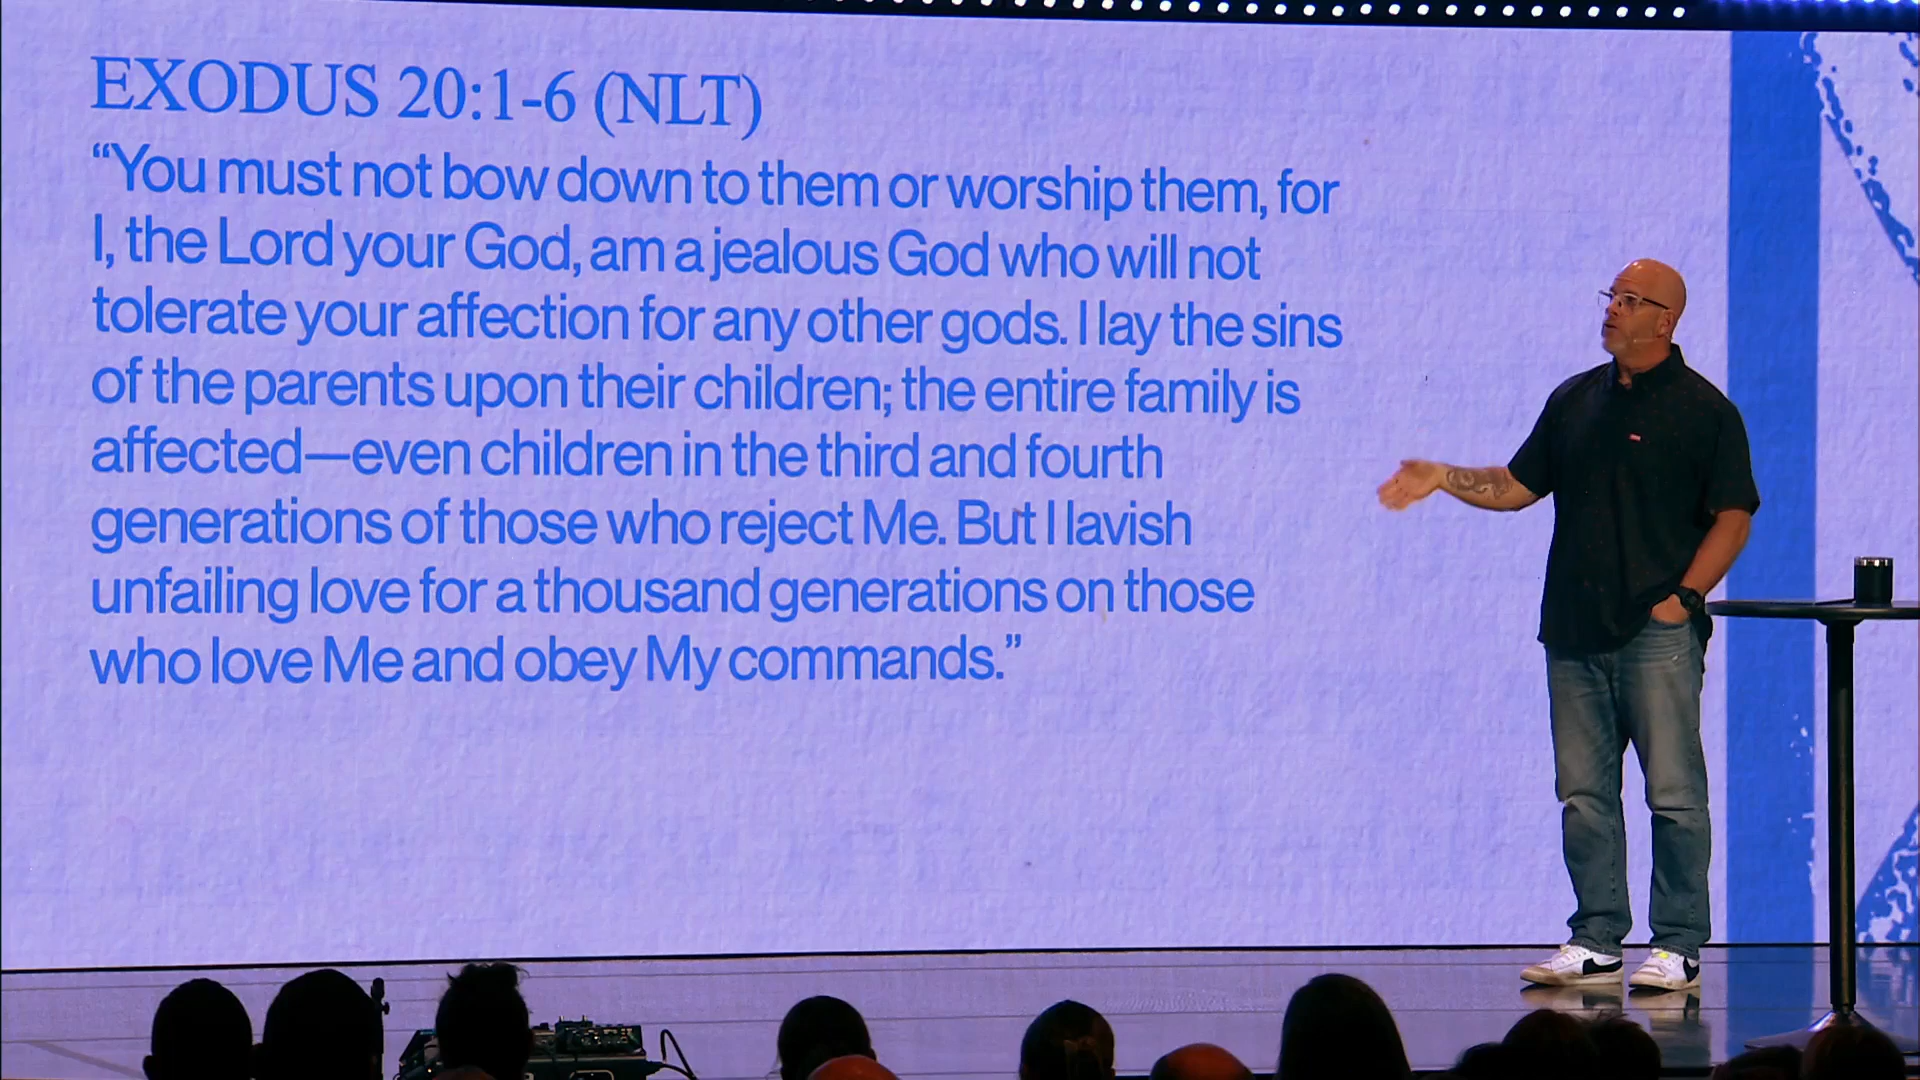 EXODUS 20:1-6 (NLT)
“You must not bow down to them or worship them, for
I, the Lord your God, am a jealous God who will not
tolerate your affection for any other gods. I lay the sins
of the parents upon their children; the entire family is
affected—even children in the third and fourth
generations of those who reject Me. But I lavish
unfailing love for a thousand generations on those
who love Me and obey My commands.”